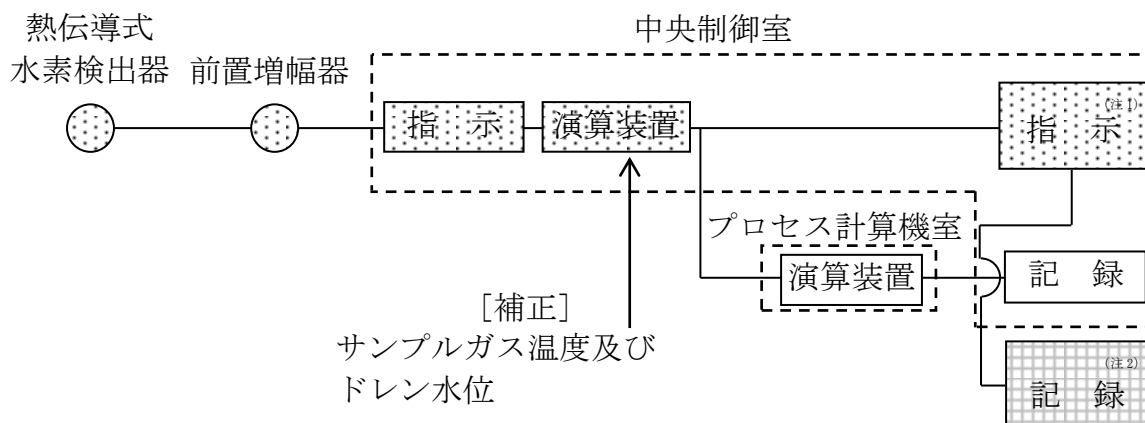 熱伝導式
水素検出器
前置増幅器
中央制御室
指 示
演算装置
(注1)
指 示
プロセス計算機室
演算装置
記 録
[補正]
サンプルガス温度及び
ドレン水位
(注2)
記 録